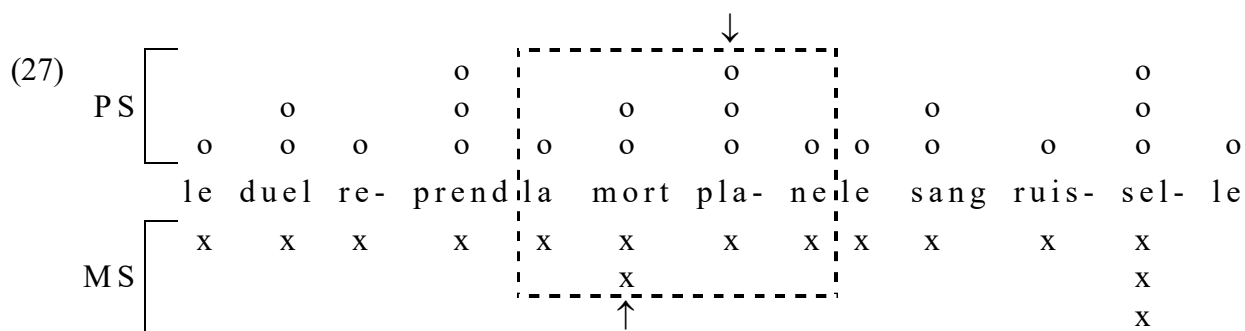 ↓
(27) o o o
PS o o o o o o
o o o o o o o o o o o o o
le duel re- prend la mort pla- ne le sang ruis- sel- le
x x x x x x x x x x x x
MS x x
↑ x